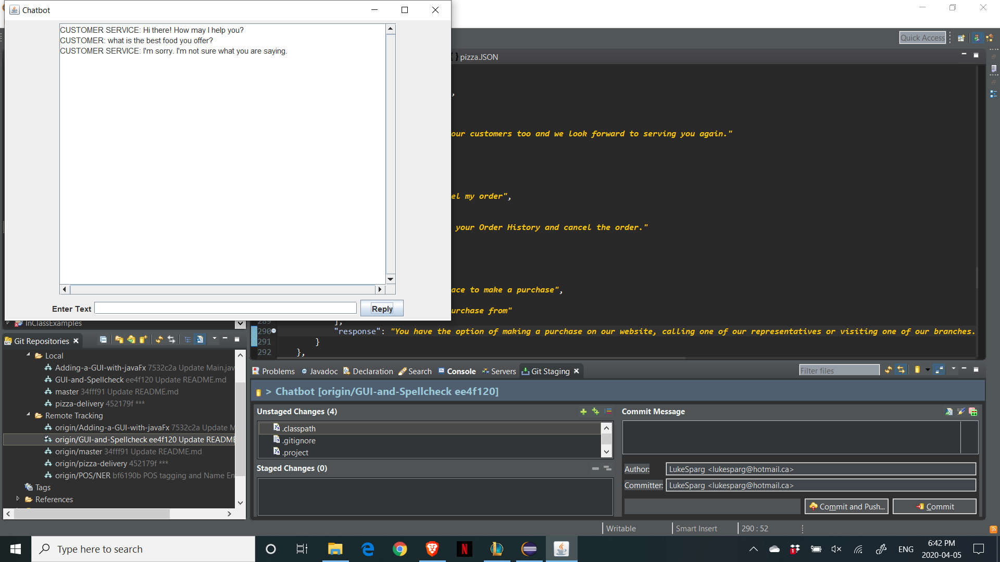 Chatbot
CUSTOMER SERVICE: Hi there! How may I help you?
CUSTOMER: what is the best food you offer?
CUSTOMER SERVICE: I'm sorry. I'm not sure what you are saying.
Enter Text
Reply
Quick Access
{ } pizza.JSON
,
our customers too and we look forward to serving you again."
el my order",
your Order History and cancel the order."
ace to make a purchase",
urchase from"
289 ],
290 "response": "You have the option of making a purchase on our website, calling one of our representatives or visiting one of our branches.
291 }
292 },
InClassExamples
Git Repositories
Local
Adding-a-GUI-with-javaFx 7532c2a Update Main.jav
GUI-and-Spellcheck ee4f120 Update README.md
master 34fff91 Update README.md
pizza-delivery 452179f ***
Remote Tracking
origin/Adding-a-GUI-with-javaFx 7532c2a Update M
origin/GUI-and-Spellcheck ee4f120 Update README
origin/master 34fff91 Update README.md
origin/pizza-delivery 452179f ***
origin/POS/NER bf6190b POS tagging and Name En
Tags
References
Problems @ Javadoc Declaration Search Console Servers Git Staging
Filter files
> Chatbot [origin/GUI-and-Spellcheck ee4f120]
Unstaged Changes (4)
.classpath
.gitignore
.project
Staged Changes (0)
Commit Message
Author: LukeSparg <lukesparg@hotmail.ca>
Committer: LukeSparg <lukesparg@hotmail.ca>
Commit and Push...
Commit
Writable
Smart Insert
290 : 52
Type here to search
ENG
6:42 PM
2020-04-05